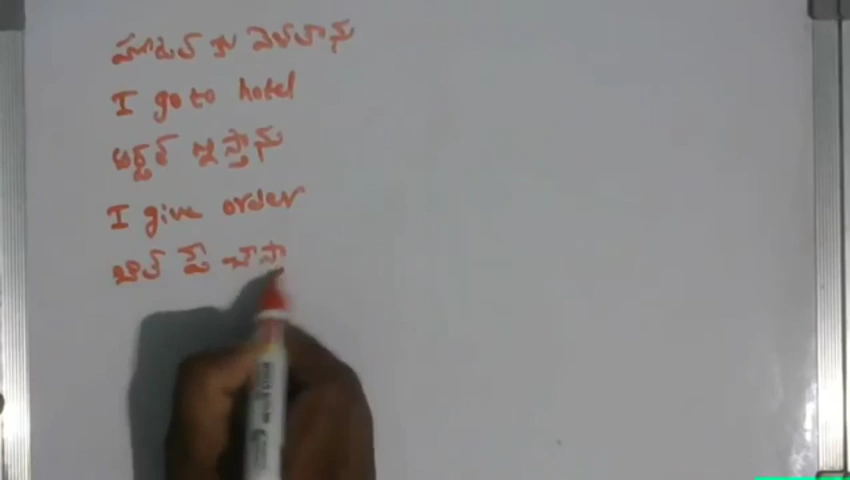 హోటల్ కు వెళతాను
I go to hotel
ఆర్డర్ ఇస్తాను
I give order
బిల్ పే చేస్తా